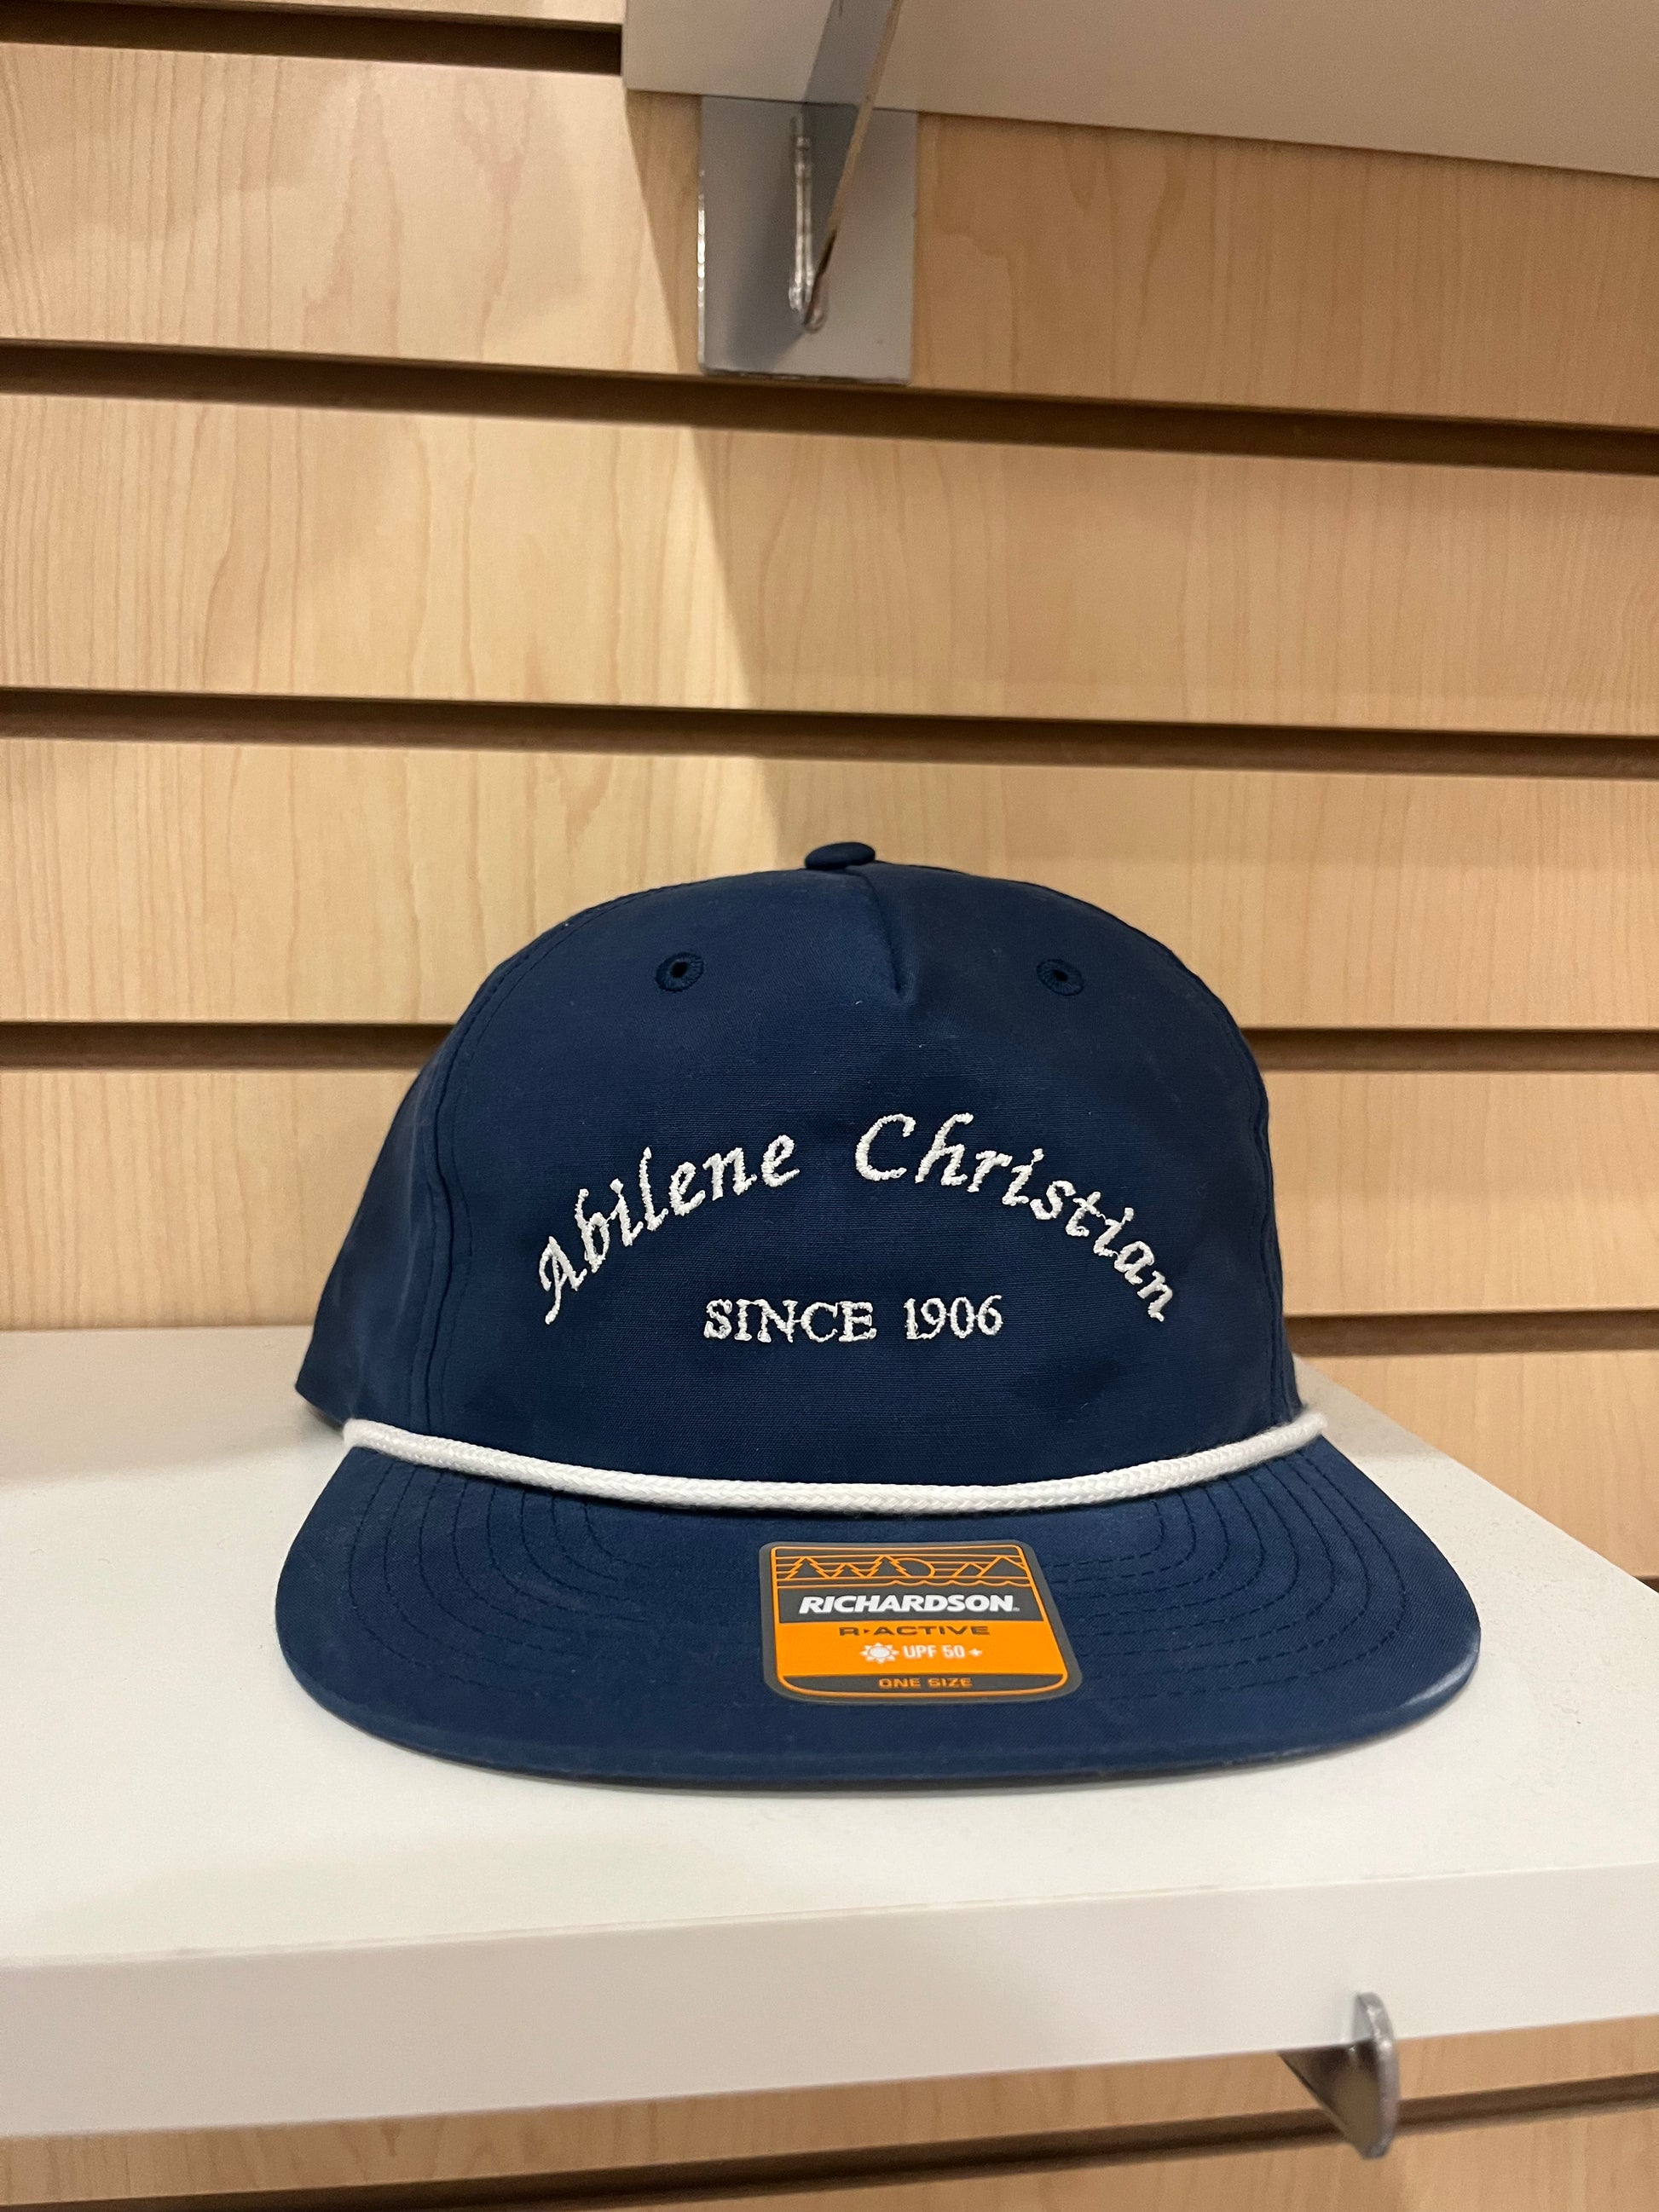 Abilene Christian
SINCE 1906
RICHARDSON.
R·ACTIVE
UPF 50+
ONE SIZE